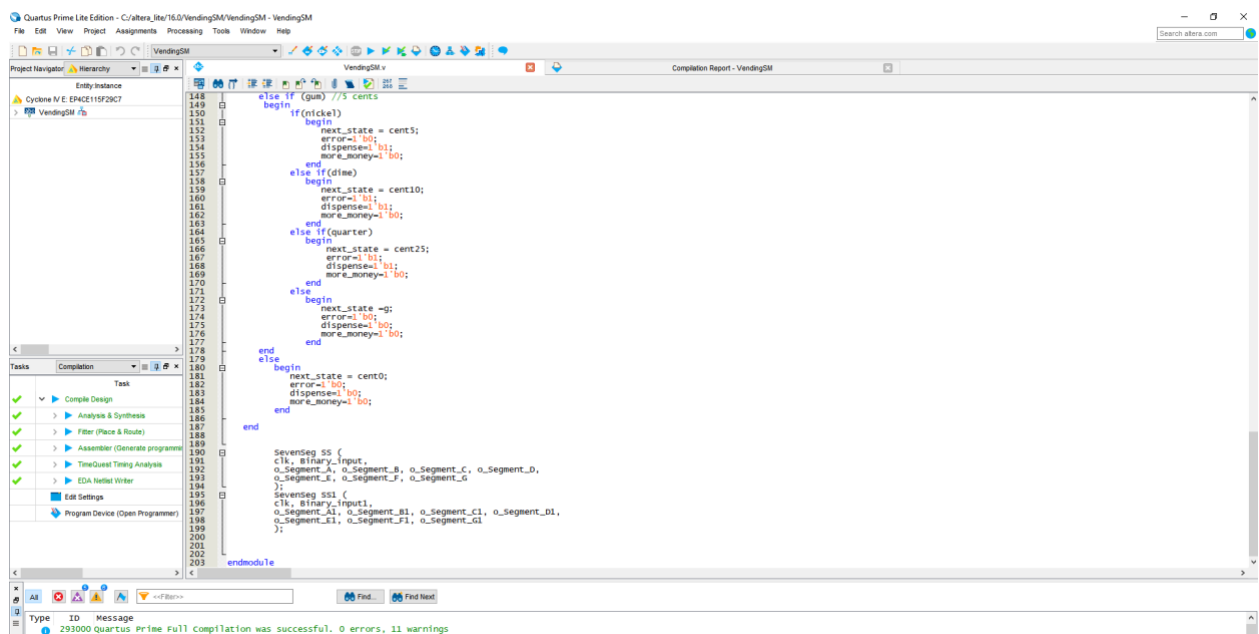 Quartus Prime Lite Edition - C:/altera_lite/16.0/VendingSM/VendingSM - VendingSM
File Edit View Project Assignments Processing Tools Window Help
Search altera.com
VendingSM
Project Navigator Hierarchy
VendingSM.v
Compilation Report - VendingSM
Entity:Instance
Cyclone IV E: EP4CE115F29C7
VendingSM
148 else if (gum) //5 cents
149 begin
150 if(nickel)
151 begin
152 next_state = cent5;
153 error=1'b0;
154 dispense=1'b1;
155 more_money=1'b0;
156 end
157 else if(dime)
158 begin
159 next_state = cent10;
160 error=1'b1;
161 dispense=1'b1;
162 more_money=1'b0;
163 end
164 else if(quarter)
165 begin
166 next_state = cent25;
167 error=1'b1;
168 dispense=1'b1;
169 more_money=1'b0;
170 end
171 else
172 begin
173 next_state =g;
174 error=1'b0;
175 dispense=1'b0;
176 more_money=1'b0;
177 end
178 end
179 else
180 begin
181 next_state = cent0;
182 error=1'b0;
183 dispense=1'b0;
184 more_money=1'b0;
185 end
186
187 end
188
189
190 SevenSeg SS (
191 clk, Binary_input,
192 o_Segment_A, o_Segment_B, o_Segment_C, o_Segment_D,
193 o_Segment_E, o_Segment_F, o_Segment_G
194 );
195 SevenSeg SS1 (
196 clk, Binary_input1,
197 o_Segment_A1, o_Segment_B1, o_Segment_C1, o_Segment_D1,
198 o_Segment_E1, o_Segment_F1, o_Segment_G1
199 );
200
201
202
203 endmodule
Tasks Compilation
Task
Compile Design
Analysis & Synthesis
Fitter (Place & Route)
Assembler (Generate programmi
TimeQuest Timing Analysis
EDA Netlist Writer
Edit Settings
Program Device (Open Programmer)
All <<Filter>> Find... Find Next
Type ID Message
293000 Quartus Prime Full Compilation was successful. 0 errors, 11 warnings